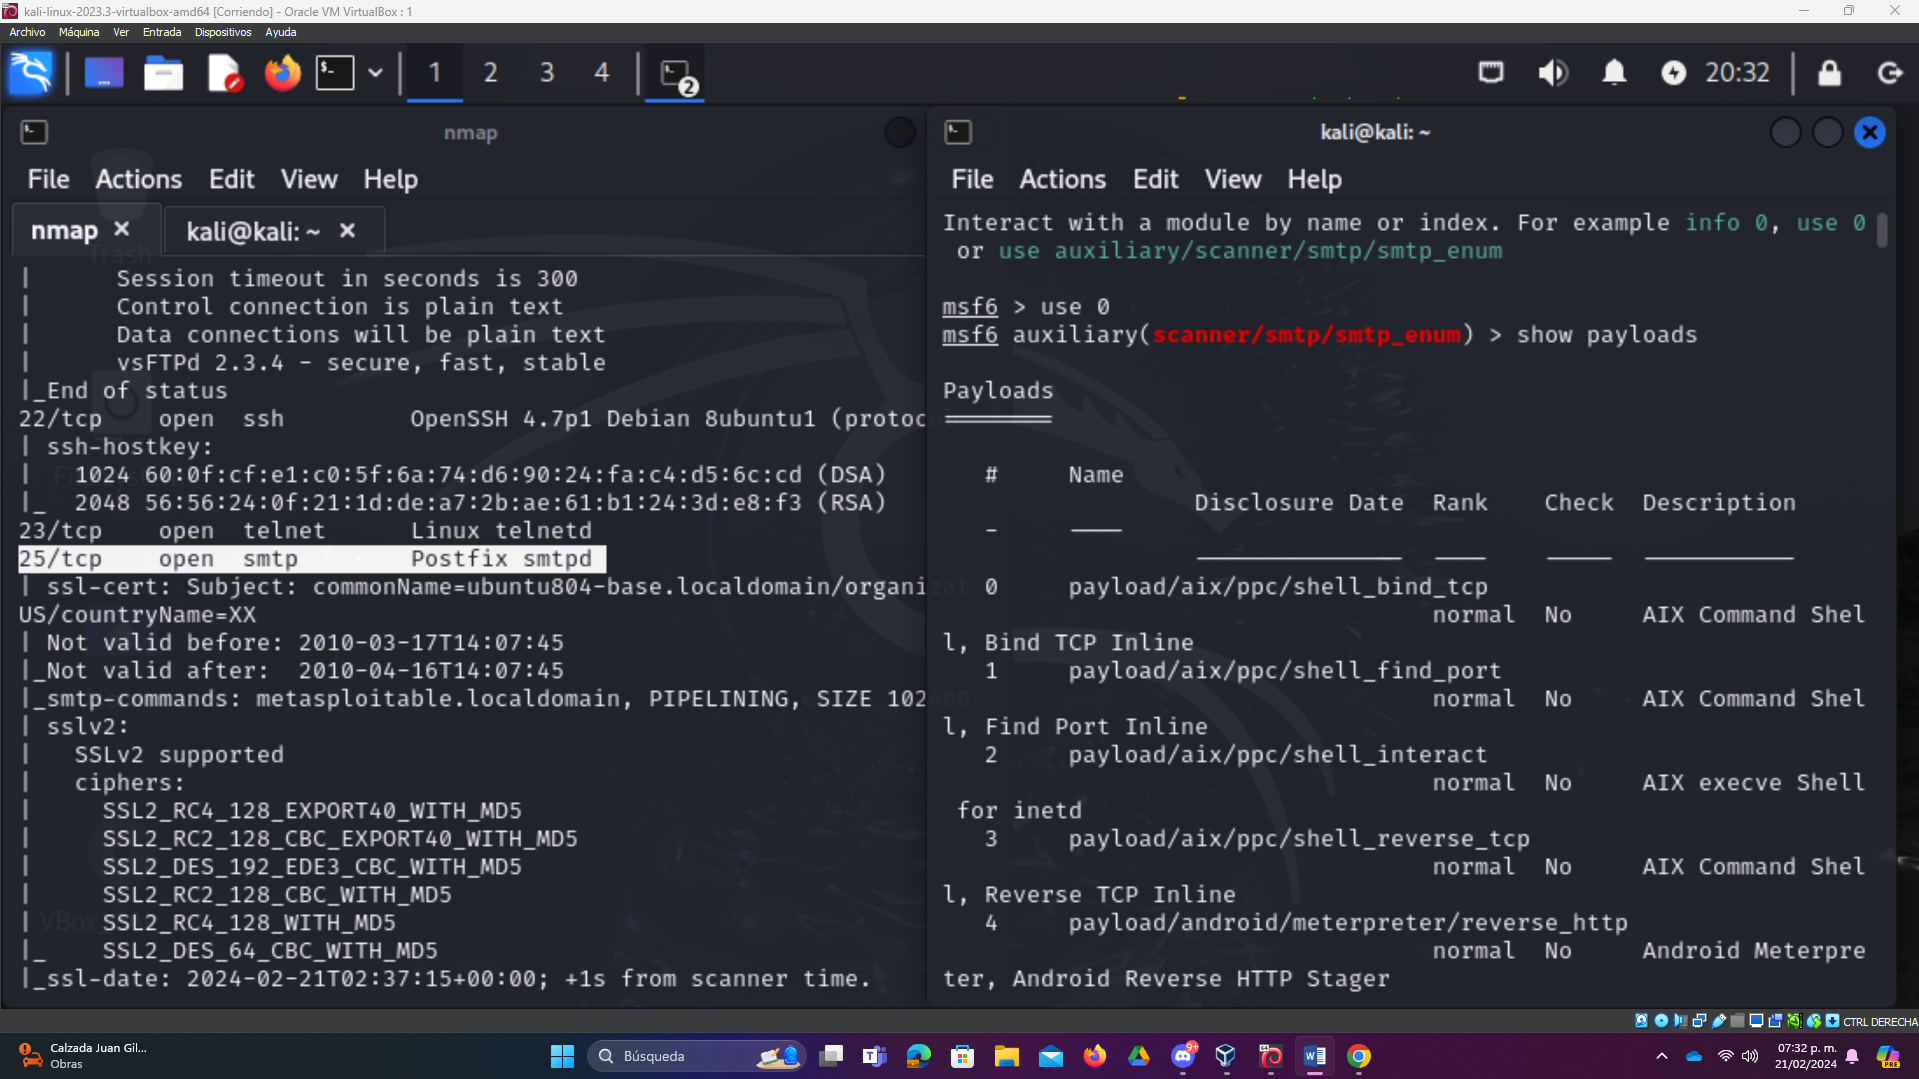 kali-linux-2023.3-virtualbox-amd64 [Corriendo] - Oracle VM VirtualBox : 1
Archivo Máquina Ver Entrada Dispositivos Ayuda
1 2 3 4 2 20:32
nmap
File Actions Edit View Help
nmap × kali@kali: ~ ×
Trash
| Session timeout in seconds is 300
| Control connection is plain text
| Data connections will be plain text
| vsFTPd 2.3.4 - secure, fast, stable
|_End of status
22/tcp open ssh OpenSSH 4.7p1 Debian 8ubuntu1 (protoco
| ssh-hostkey:
| 1024 60:0f:cf:e1:c0:5f:6a:74:d6:90:24:fa:c4:d5:6c:cd (DSA)
|_ 2048 56:56:24:0f:21:1d:de:a7:2b:ae:61:b1:24:3d:e8:f3 (RSA)
23/tcp open telnet Linux telnetd
25/tcp open smtp Postfix smtpd
| ssl-cert: Subject: commonName=ubuntu804-base.localdomain/organizat
US/countryName=XX
| Not valid before: 2010-03-17T14:07:45
|_Not valid after: 2010-04-16T14:07:45
|_smtp-commands: metasploitable.localdomain, PIPELINING, SIZE 102400
| sslv2:
| SSLv2 supported
| ciphers:
| SSL2_RC4_128_EXPORT40_WITH_MD5
| SSL2_RC2_128_CBC_EXPORT40_WITH_MD5
| SSL2_DES_192_EDE3_CBC_WITH_MD5
| SSL2_RC2_128_CBC_WITH_MD5
| SSL2_RC4_128_WITH_MD5
|_ SSL2_DES_64_CBC_WITH_MD5
|_ssl-date: 2024-02-21T02:37:15+00:00; +1s from scanner time.
kali@kali: ~
File Actions Edit View Help
Interact with a module by name or index. For example info 0, use 0
or use auxiliary/scanner/smtp/smtp_enum
msf6 > use 0
msf6 auxiliary(scanner/smtp/smtp_enum) > show payloads
Payloads
========
# Name
Disclosure Date Rank Check Description
- ----
--------------- ---- ----- -----------
0 payload/aix/ppc/shell_bind_tcp
normal No AIX Command Shel
l, Bind TCP Inline
1 payload/aix/ppc/shell_find_port
normal No AIX Command Shel
l, Find Port Inline
2 payload/aix/ppc/shell_interact
normal No AIX execve Shell
for inetd
3 payload/aix/ppc/shell_reverse_tcp
normal No AIX Command Shel
l, Reverse TCP Inline
4 payload/android/meterpreter/reverse_http
normal No Android Meterpre
ter, Android Reverse HTTP Stager
CTRL DERECHA
Calzada Juan Gil...
Obras
Búsqueda
9+
07:32 p. m.
21/02/2024
PRE